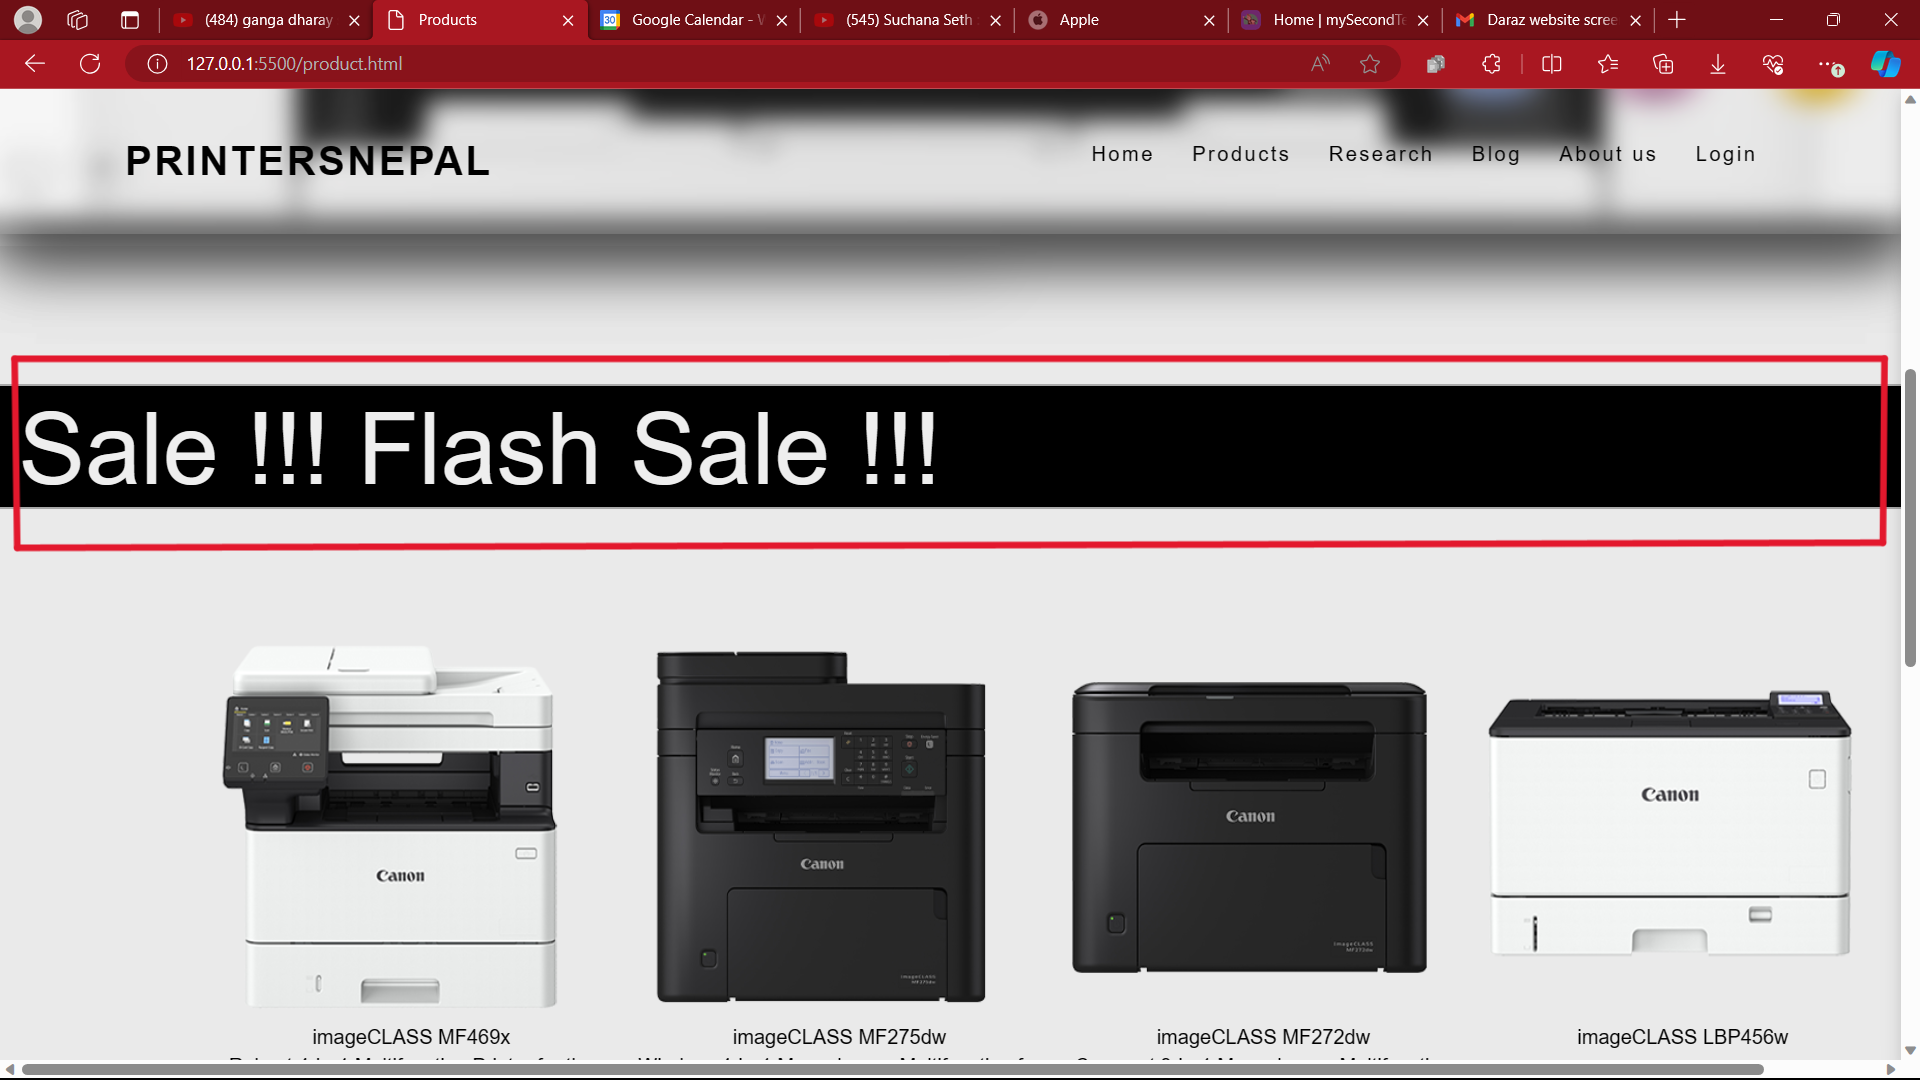 (484) ganga dharay
Products
30
Google Calendar -
(545) Suchana Seth
Apple
Home | mySecondTe
Daraz website scree
127.0.0.1:5500/product.html
PRINTERSNEPAL
Home
Products
Research
Blog
About us
Login
Sale !!! Flash Sale !!!
Canon
Canon
Canon
Canon
imageCLASS MF469x
imageCLASS MF275dw
imageCLASS MF272dw
imageCLASS LBP456w